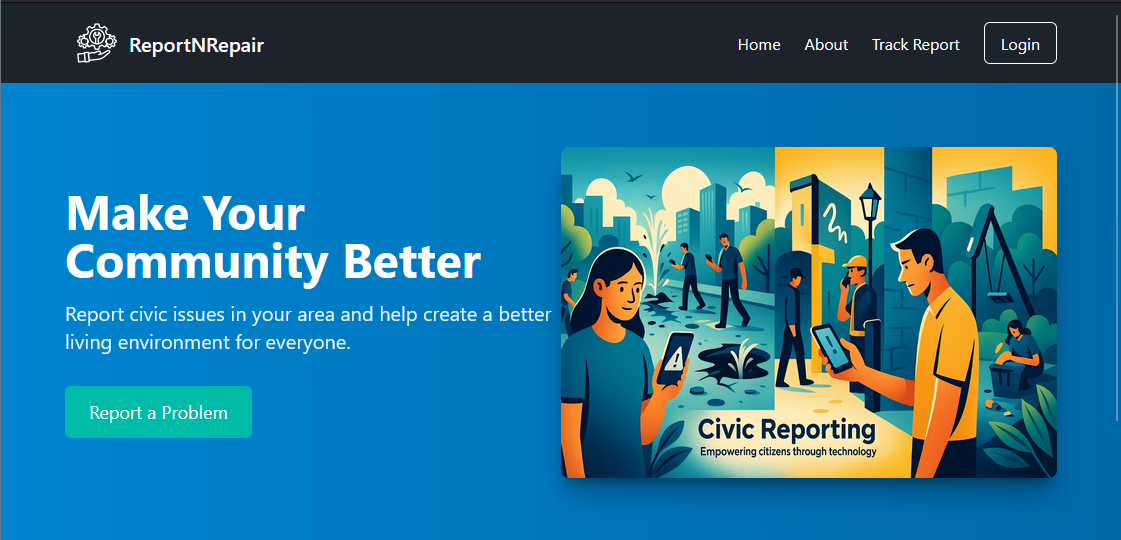 ReportNRepair
Home
About
Track Report
Login
Make Your
Community Better
Report civic issues in your area and help create a better
living environment for everyone.
Report a Problem
Civic Reporting
Empowering citizens through technology